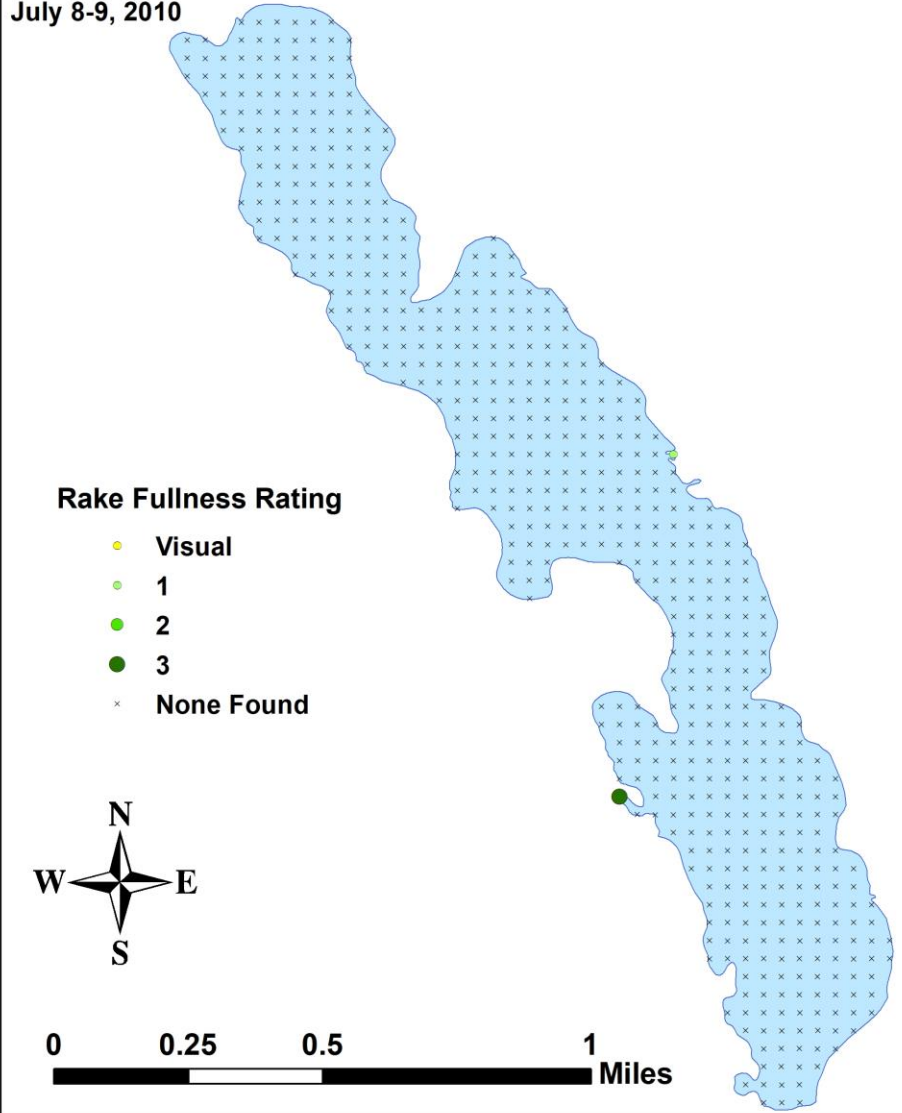 July 8-9, 2010
Rake Fullness Rating
Visual
1
2
3
None Found
N
W E
S
0 0.25 0.5 1
Miles